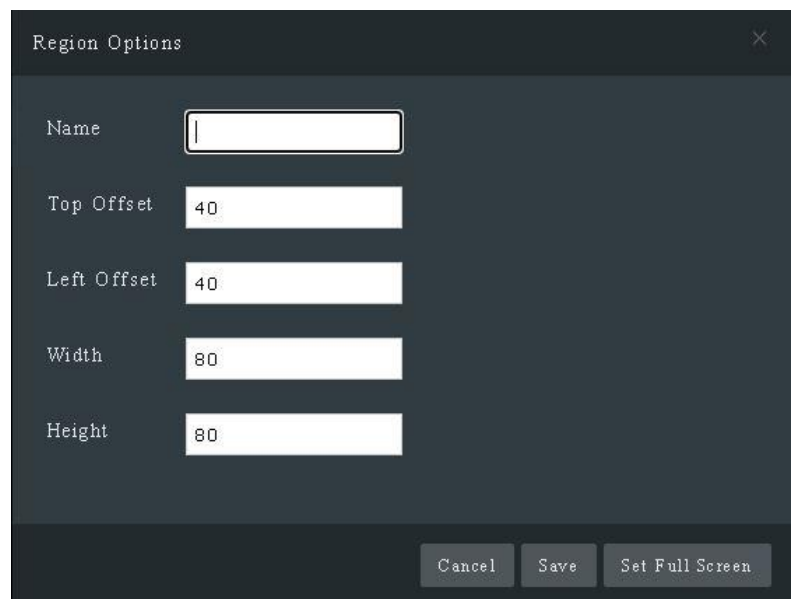 Region Options
Name
Top Offset 40
Left Offset 40
Width 80
Height 80
Cancel Save Set Full Screen